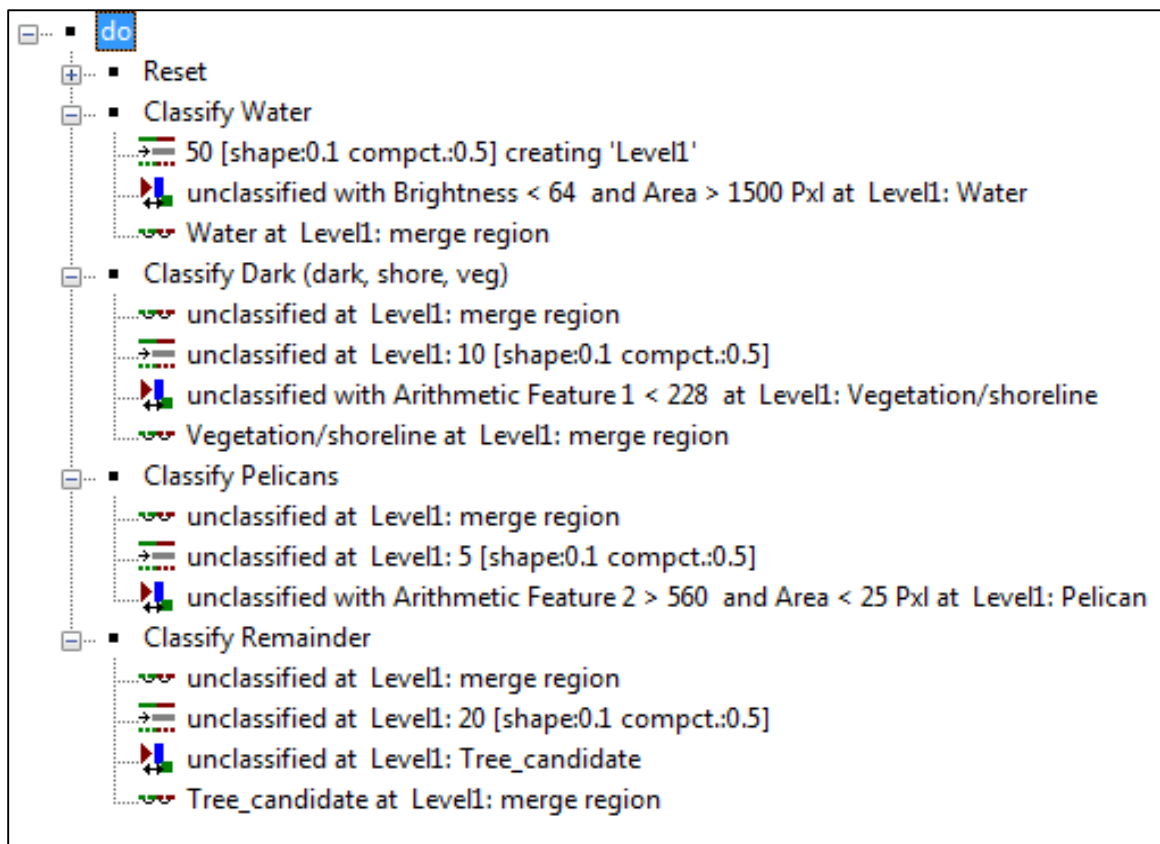 do
Reset
Classify Water
50 [shape:0.1 compct.:0.5] creating 'Level1'
unclassified with Brightness < 64 and Area > 1500 Pxl at Level1: Water
Water at Level1: merge region
Classify Dark (dark, shore, veg)
unclassified at Level1: merge region
unclassified at Level1: 10 [shape:0.1 compct.:0.5]
unclassified with Arithmetic Feature 1 < 228 at Level1: Vegetation/shoreline
Vegetation/shoreline at Level1: merge region
Classify Pelicans
unclassified at Level1: merge region
unclassified at Level1: 5 [shape:0.1 compct.:0.5]
unclassified with Arithmetic Feature 2 > 560 and Area < 25 Pxl at Level1: Pelican
Classify Remainder
unclassified at Level1: merge region
unclassified at Level1: 20 [shape:0.1 compct.:0.5]
unclassified at Level1: Tree_candidate
Tree_candidate at Level1: merge region